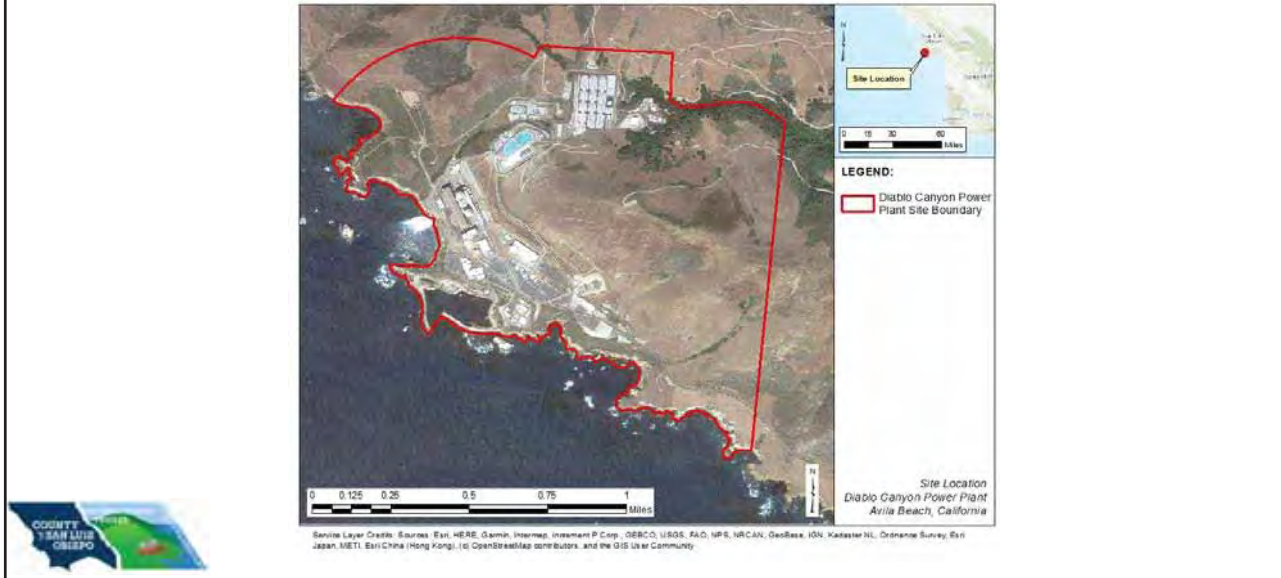 N
Site Location
0 15 30 60
Miles
LEGEND:
Diablo Canyon Power
Plant Site Boundary
0 0.125 0.25 0.5 0.75 1
Miles
N
Site Location
Diablo Canyon Power Plant
Avila Beach, California
COUNTY
SAN LUIS
OBISPO
Service Layer Credits: Sources: Esri, HERE, Garmin, Intermap, increment P Corp., GEBCO, USGS, FAO, NPS, NRCAN, GeoBase, IGN, Kadaster NL, Ordnance Survey, Esri
Japan, METI, Esri China (Hong Kong), (c) OpenStreetMap contributors, and the GIS User Community